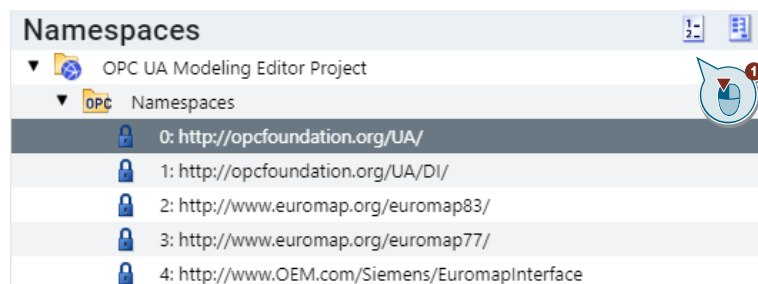 Namespaces
1-
2-
OPC UA Modeling Editor Project
1
OPC Namespaces
0: http://opcfoundation.org/UA/
1: http://opcfoundation.org/UA/DI/
2: http://www.euromap.org/euromap83/
3: http://www.euromap.org/euromap77/
4: http://www.OEM.com/Siemens/EuromapInterface